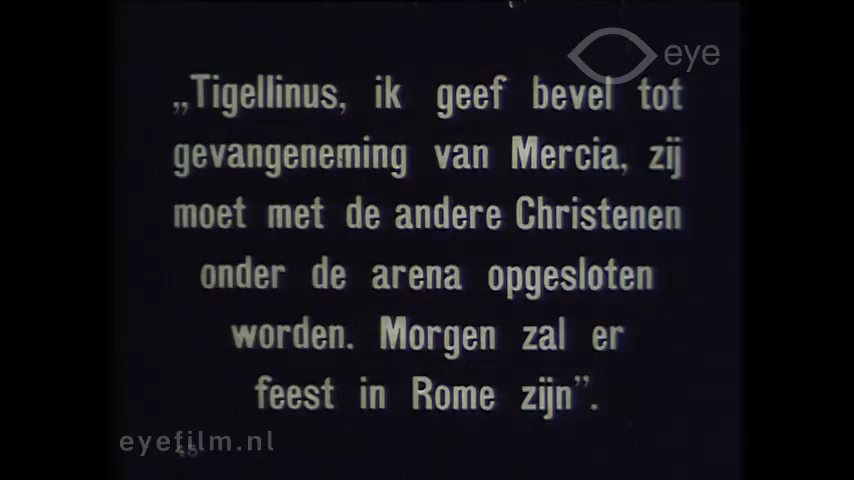 eye
„Tigellinus, ik geef bevel tot
gevangeneming van Mercia, zij
moet met de andere Christenen
onder de arena opgesloten
worden. Morgen zal er
feest in Rome zijn”.
eyefilm.nl
48